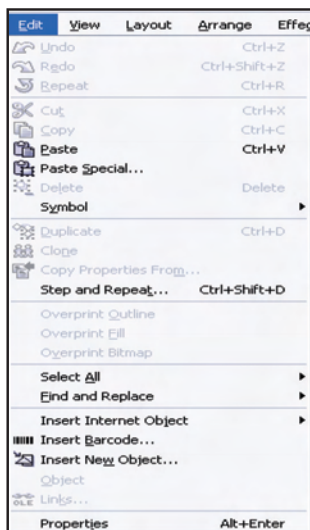 Edit View Layout Arrange Effec
Undo Ctrl+Z
Redo Ctrl+Shift+Z
Repeat Ctrl+R
Cut Ctrl+X
Copy Ctrl+C
Paste Ctrl+V
Paste Special...
Delete Delete
Symbol
Duplicate Ctrl+D
Clone
Copy Properties From...
Step and Repeat... Ctrl+Shift+D
Overprint Outline
Overprint Fill
Overprint Bitmap
Select All
Find and Replace
Insert Internet Object
Insert Barcode...
Insert New Object...
Object
OLE Links...
Properties Alt+Enter